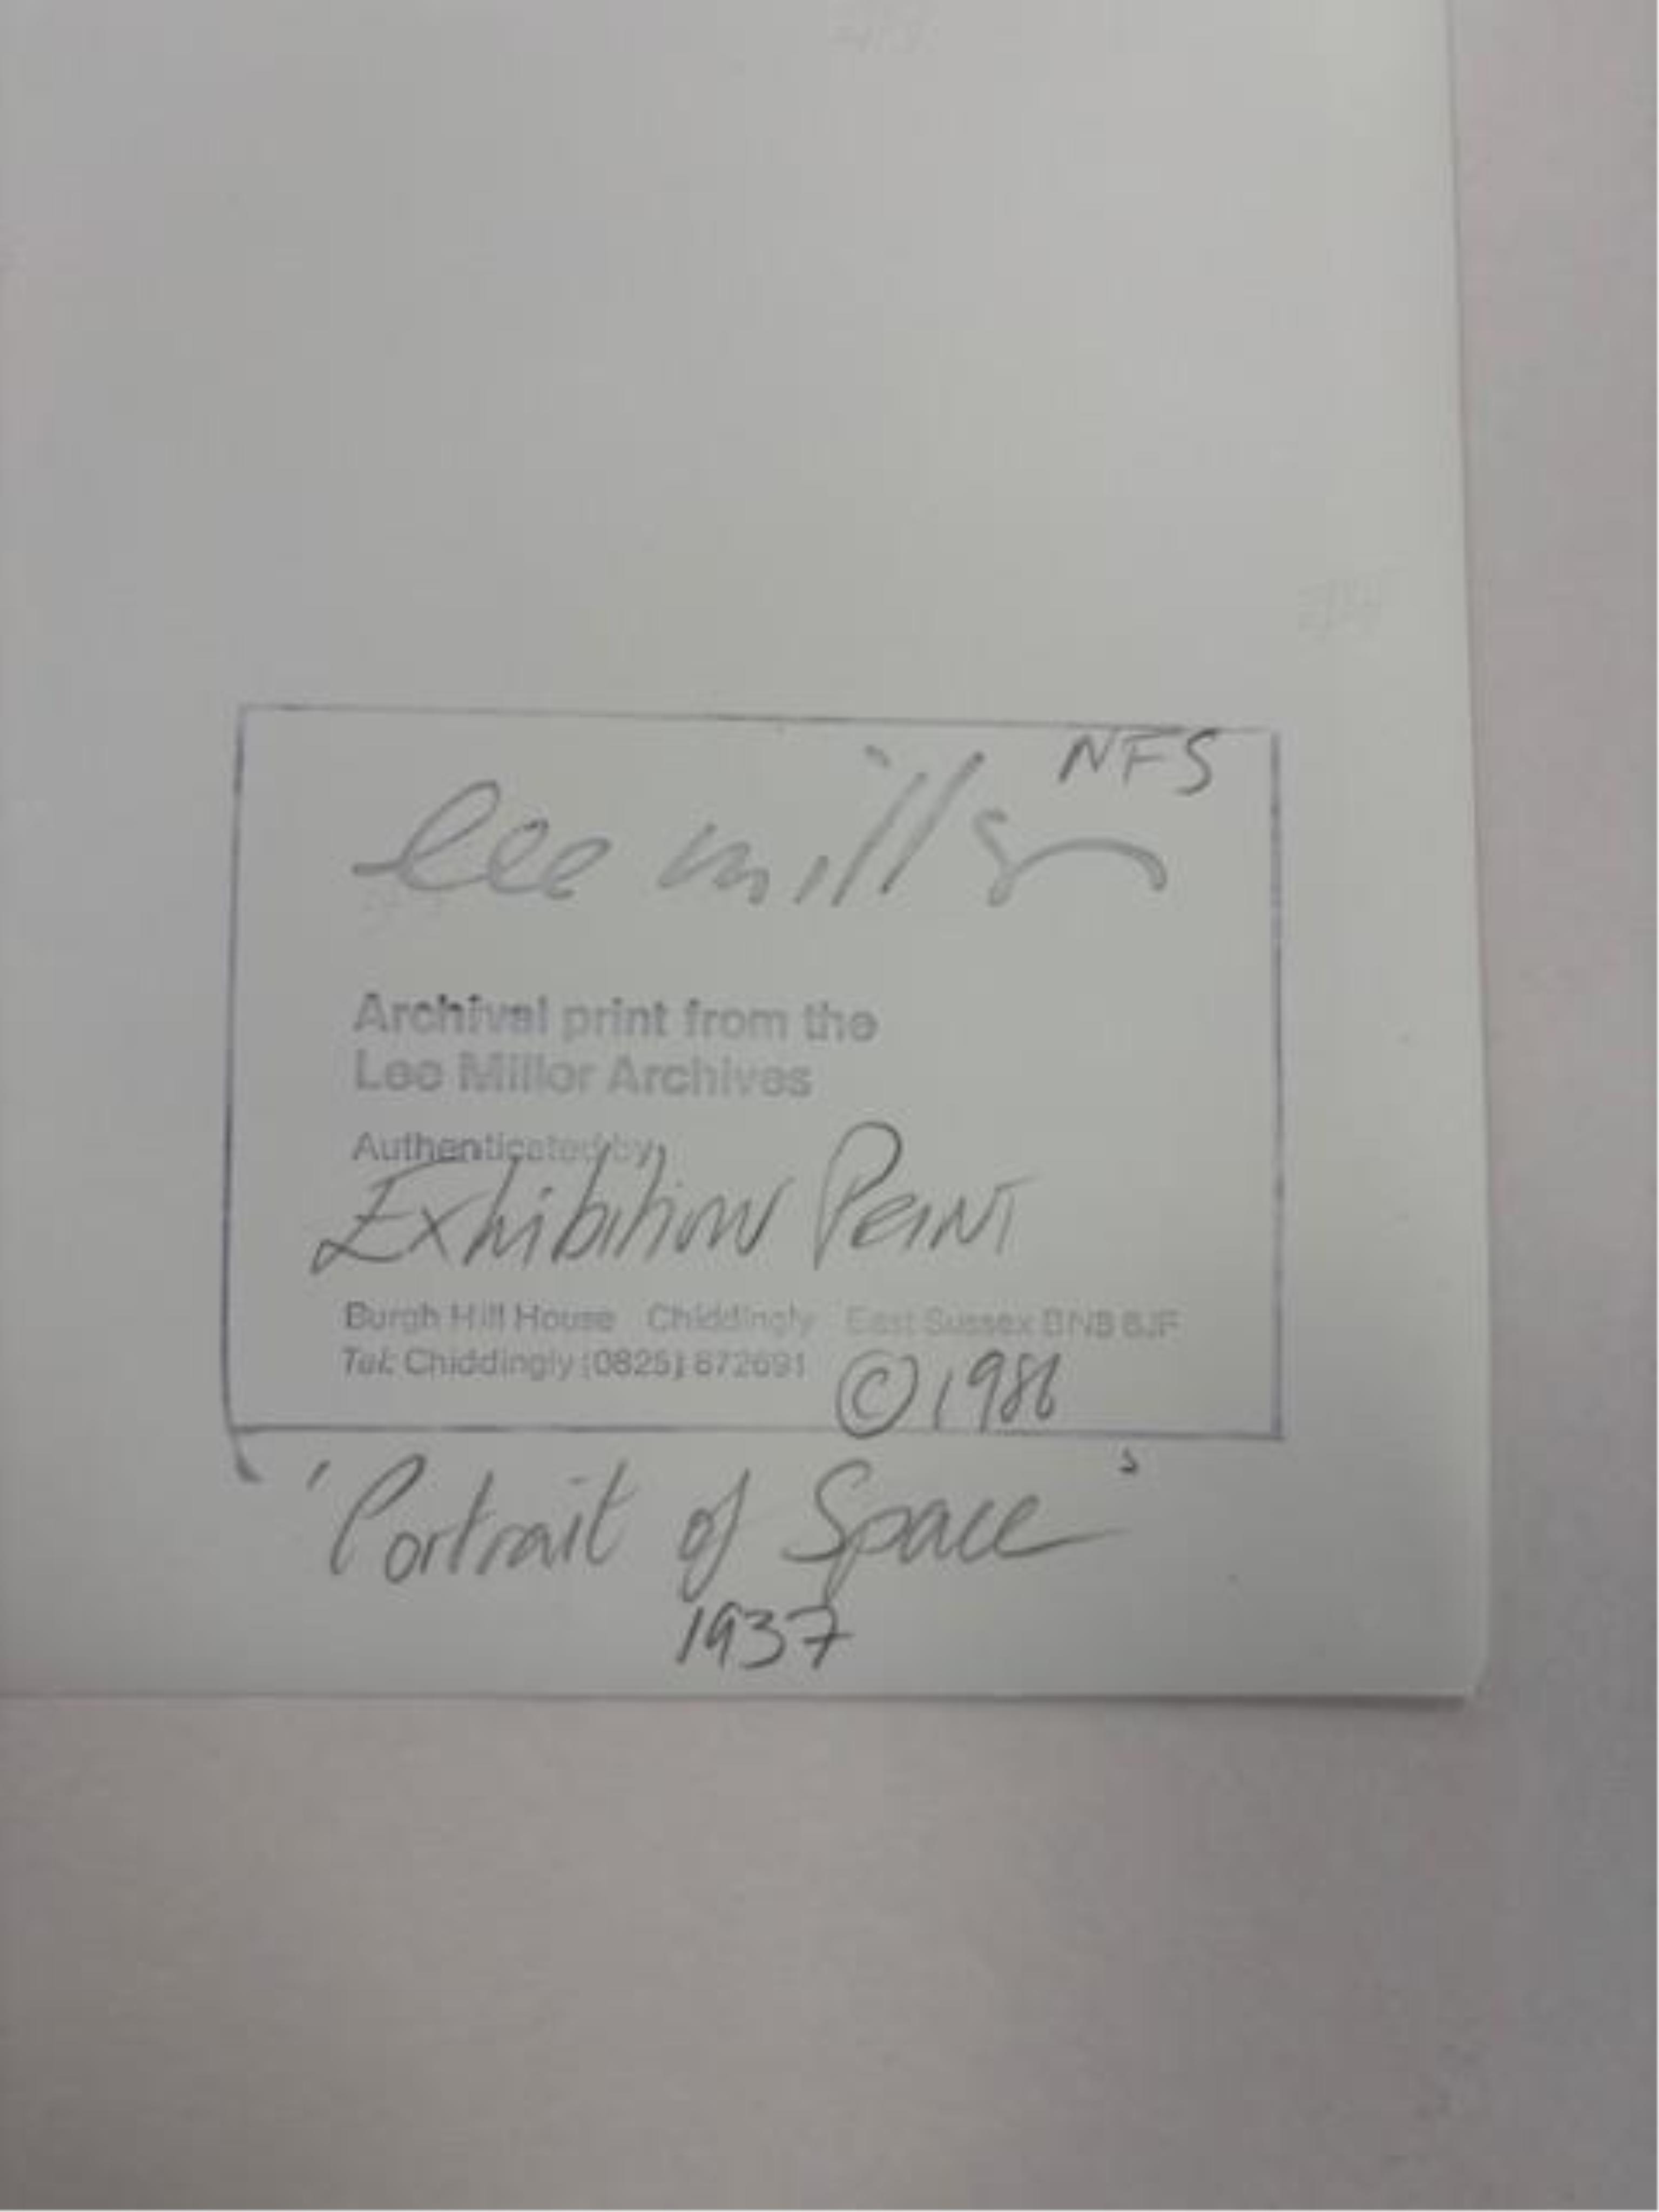 NFS
lee miller
Archival print from the
Lee Miller Archives
Authenticated by
EXhibition PRINT
Burgh Hill House Chiddingly East Sussex BN8 6JF
Tel: Chiddingly (0825) 872691
© 1986
'Portrait of Space'
1937